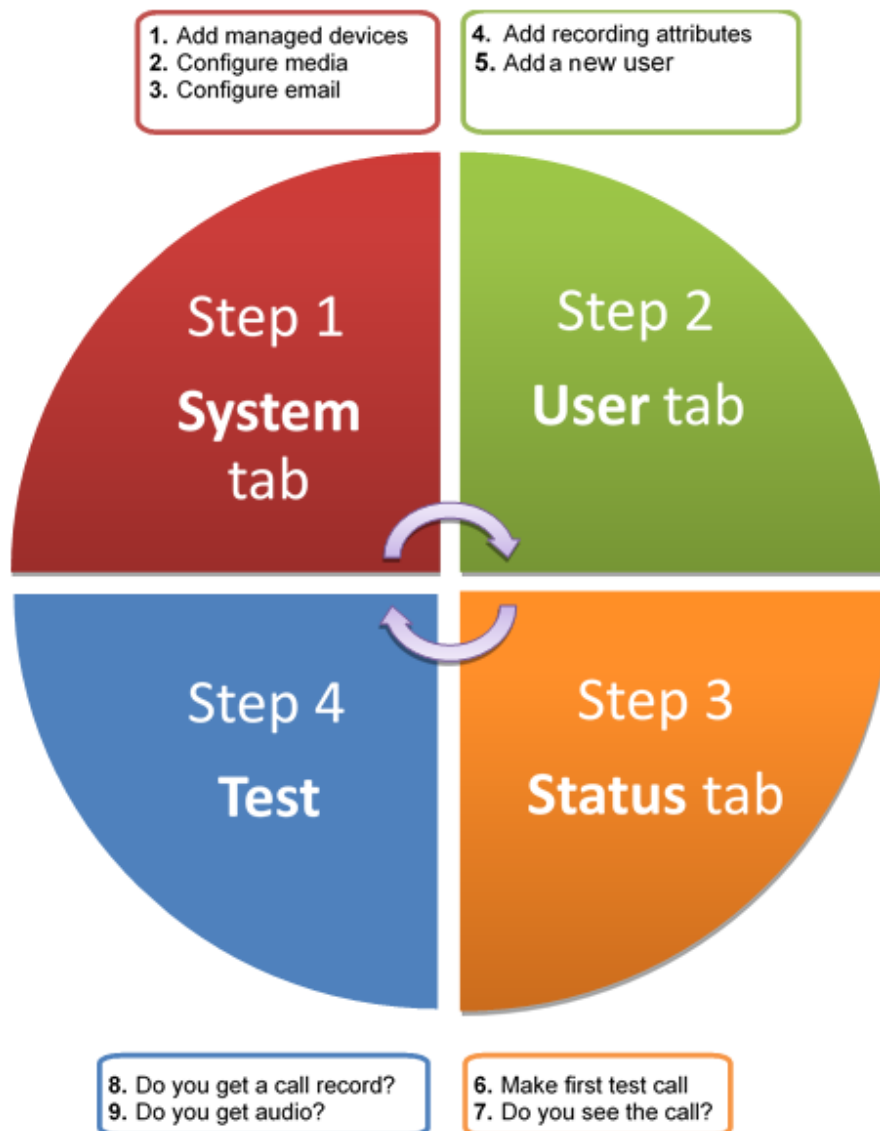 1. Add managed devices
2. Configure media
3. Configure email
4. Add recording attributes
5. Add a new user
Step 1
System
tab
Step 2
User tab
Step 3
Status tab
Step 4
Test
6. Make first test call
7. Do you see the call?
8. Do you get a call record?
9. Do you get audio?